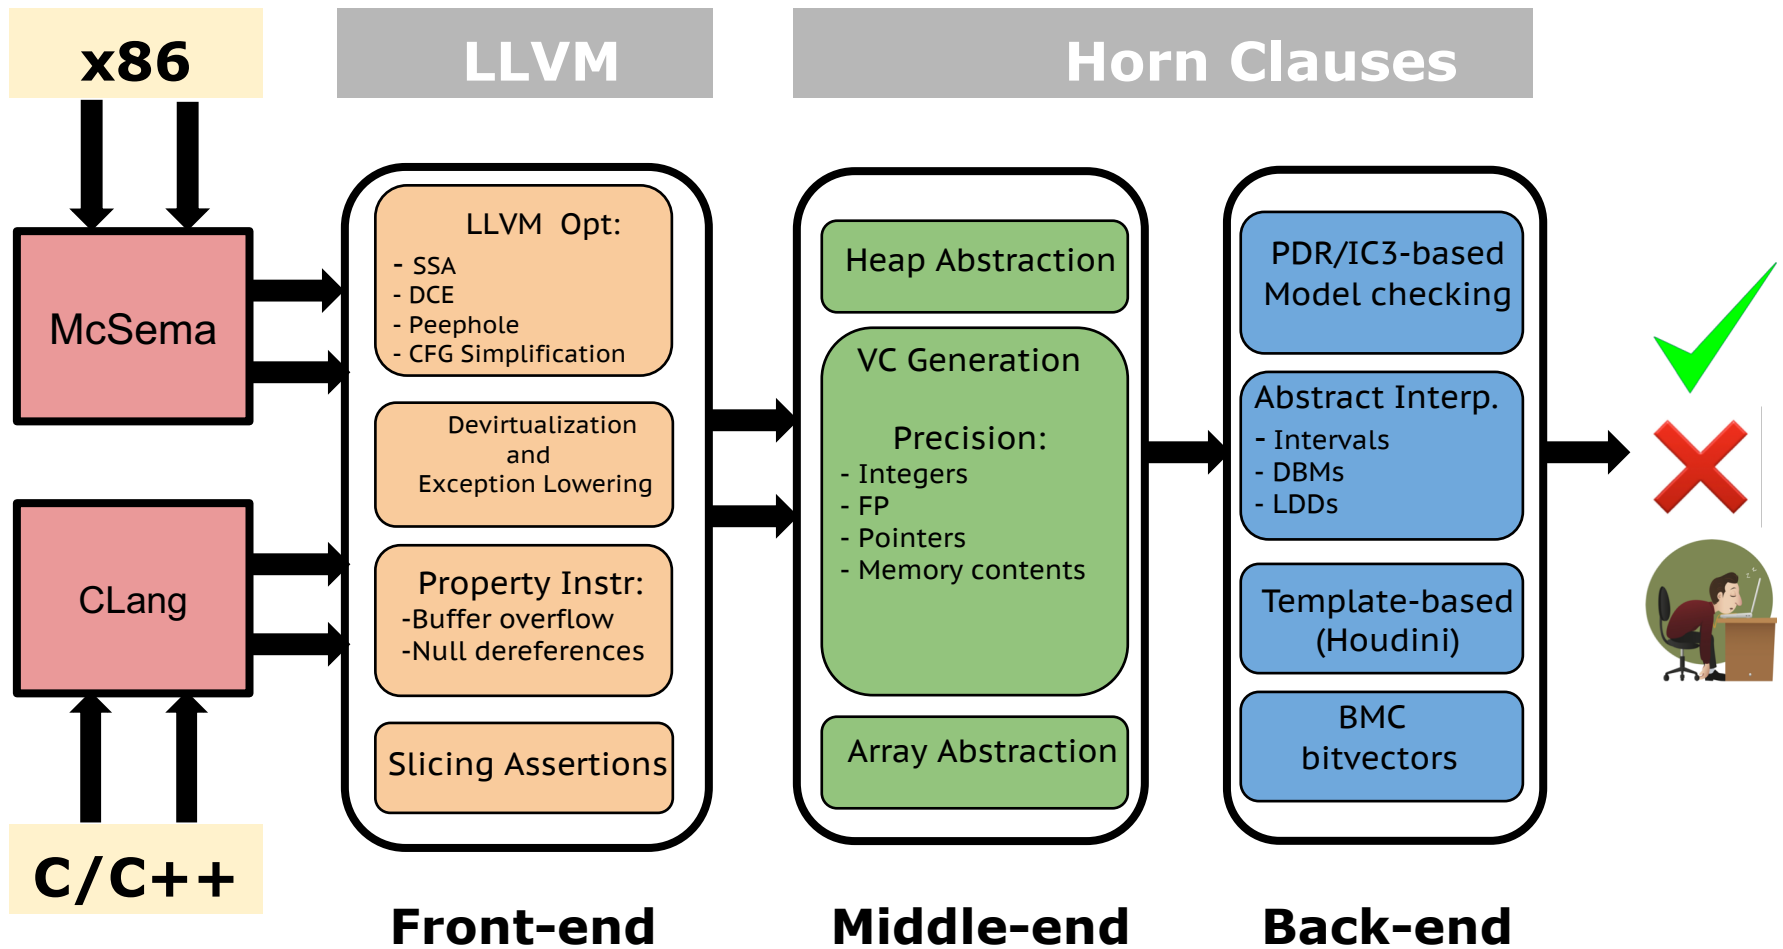 x86
LLVM
Horn Clauses
McSema
CLang
C/C++
LLVM Opt:
- SSA
- DCE
- Peephole
- CFG Simplification
Devirtualization
and
Exception Lowering
Property Instr:
-Buffer overflow
-Null dereferences
Slicing Assertions
Front-end
Heap Abstraction
VC Generation
Precision:
- Integers
- FP
- Pointers
- Memory contents
Array Abstraction
Middle-end
PDR/IC3-based
Model checking
Abstract Interp.
- Intervals
- DBMs
- LDDs
Template-based
(Houdini)
BMC
bitvectors
Back-end